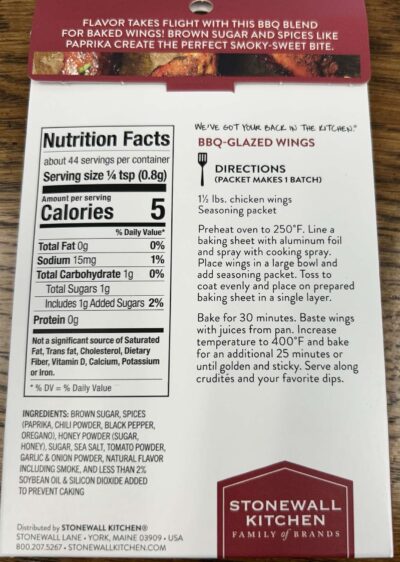 FLAVOR TAKES FLIGHT WITH THIS BBQ BLEND
FOR BAKED WINGS! BROWN SUGAR AND SPICES LIKE
PAPRIKA CREATE THE PERFECT SMOKY-SWEET BITE.
Nutrition Facts
about 44 servings per container
Serving size ¼ tsp (0.8g)
Amount per serving
Calories 5
% Daily Value*
Total Fat 0g 0%
Sodium 15mg 1%
Total Carbohydrate 1g 0%
Total Sugars 1g
Includes 1g Added Sugars 2%
Protein 0g
Not a significant source of Saturated
Fat, Trans fat, Cholesterol, Dietary
Fiber, Vitamin D, Calcium, Potassium
or Iron.
* % DV = % Daily Value
INGREDIENTS: BROWN SUGAR, SPICES
(PAPRIKA, CHILI POWDER, BLACK PEPPER,
OREGANO), HONEY POWDER (SUGAR,
HONEY), SUGAR, SEA SALT, TOMATO POWDER,
GARLIC & ONION POWDER, NATURAL FLAVOR
INCLUDING SMOKE, AND LESS THAN 2%
SOYBEAN OIL & SILICON DIOXIDE ADDED
TO PREVENT CAKING
Distributed by STONEWALL KITCHEN®
STONEWALL LANE • YORK, MAINE 03909 • USA
800.207.5267 • STONEWALLKITCHEN.COM
WE'VE GOT YOUR BACK IN THE KITCHEN.®
BBQ-GLAZED WINGS
DIRECTIONS
(PACKET MAKES 1 BATCH)
1½ lbs. chicken wings
Seasoning packet
Preheat oven to 250°F. Line a
baking sheet with aluminum foil
and spray with cooking spray.
Place wings in a large bowl and
add seasoning packet. Toss to
coat evenly and place on prepared
baking sheet in a single layer.
Bake for 30 minutes. Baste wings
with juices from pan. Increase
temperature to 400°F and bake
for an additional 25 minutes or
until golden and sticky. Serve along
crudités and your favorite dips.
STONEWALL
KITCHEN
FAMILY of BRANDS